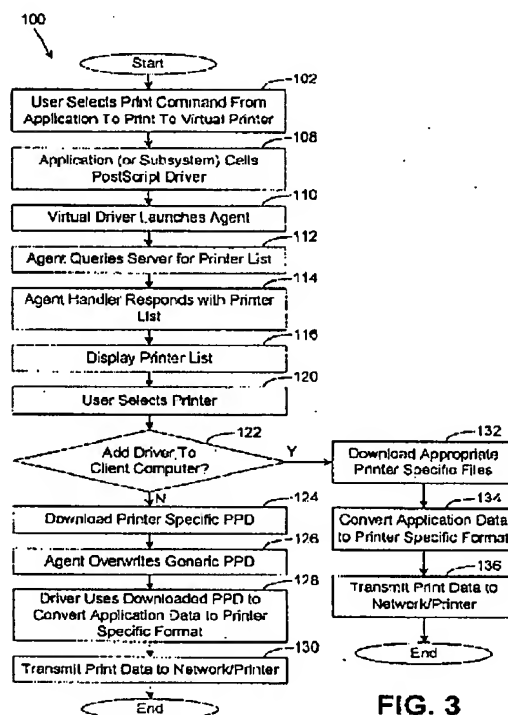 100
Start
102
User Selects Print Command From
Application To Print To Virtual Printer
108
Application (or Subsystem) Cells
PostScript Driver
110
Virtual Driver Launches Agent
112
Agent Queries Server for Printer List
114
Agent Handler Responds with Printer
List
116
Display Printer List
120
User Selects Printer
122
Add Driver To
Client Computer?
Y
N
124
Download Printer Specific PPD
126
Agent Overwrites Generic PPD
128
Driver Uses Downloaded PPD to
Convert Application Data to Printer
Specific Format
130
Transmit Print Data to Network/Printer
End
132
Download Appropriate
Printer Specific Files
134
Convert Application Data
to Printer Specific Format
136
Transmit Print Data to
Network/Printer
End
FIG. 3